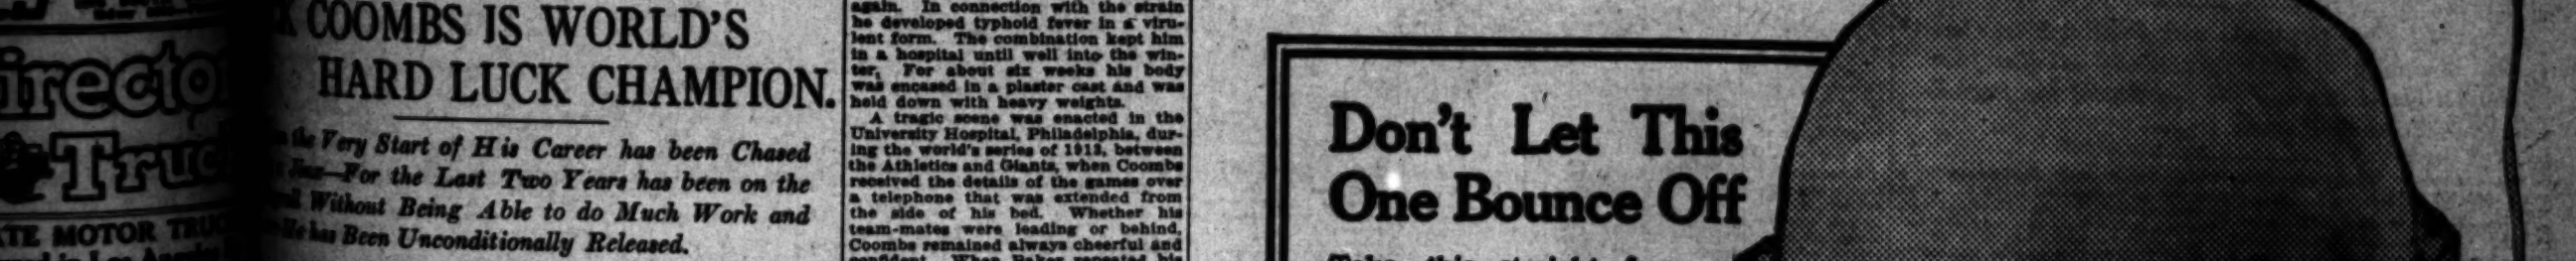 irecto
Truc
TE MOTOR TRUC
COOMBS IS WORLD'S
HARD LUCK CHAMPION.
the Very Start of His Career has been Chased
For the Last Two Years has been on the
Without Being Able to do Much Work and
He has Been Unconditionally Released.
again. In connection with the strain
he developed typhoid fever in a viru-
lent form. The combination kept him
in a hospital until well into the win-
ter. For about six weeks his body
was encased in a plaster cast and was
held down with heavy weights.
A tragic scene was enacted in the
University Hospital, Philadelphia, dur-
ing the world's series of 1913, between
the Athletics and Giants, when Coombs
received the details of the games over
a telephone that was extended from
the side of his bed. Whether his
team-mates were leading or behind,
Coombs remained always cheerful and
Don't Let This
One Bounce Off